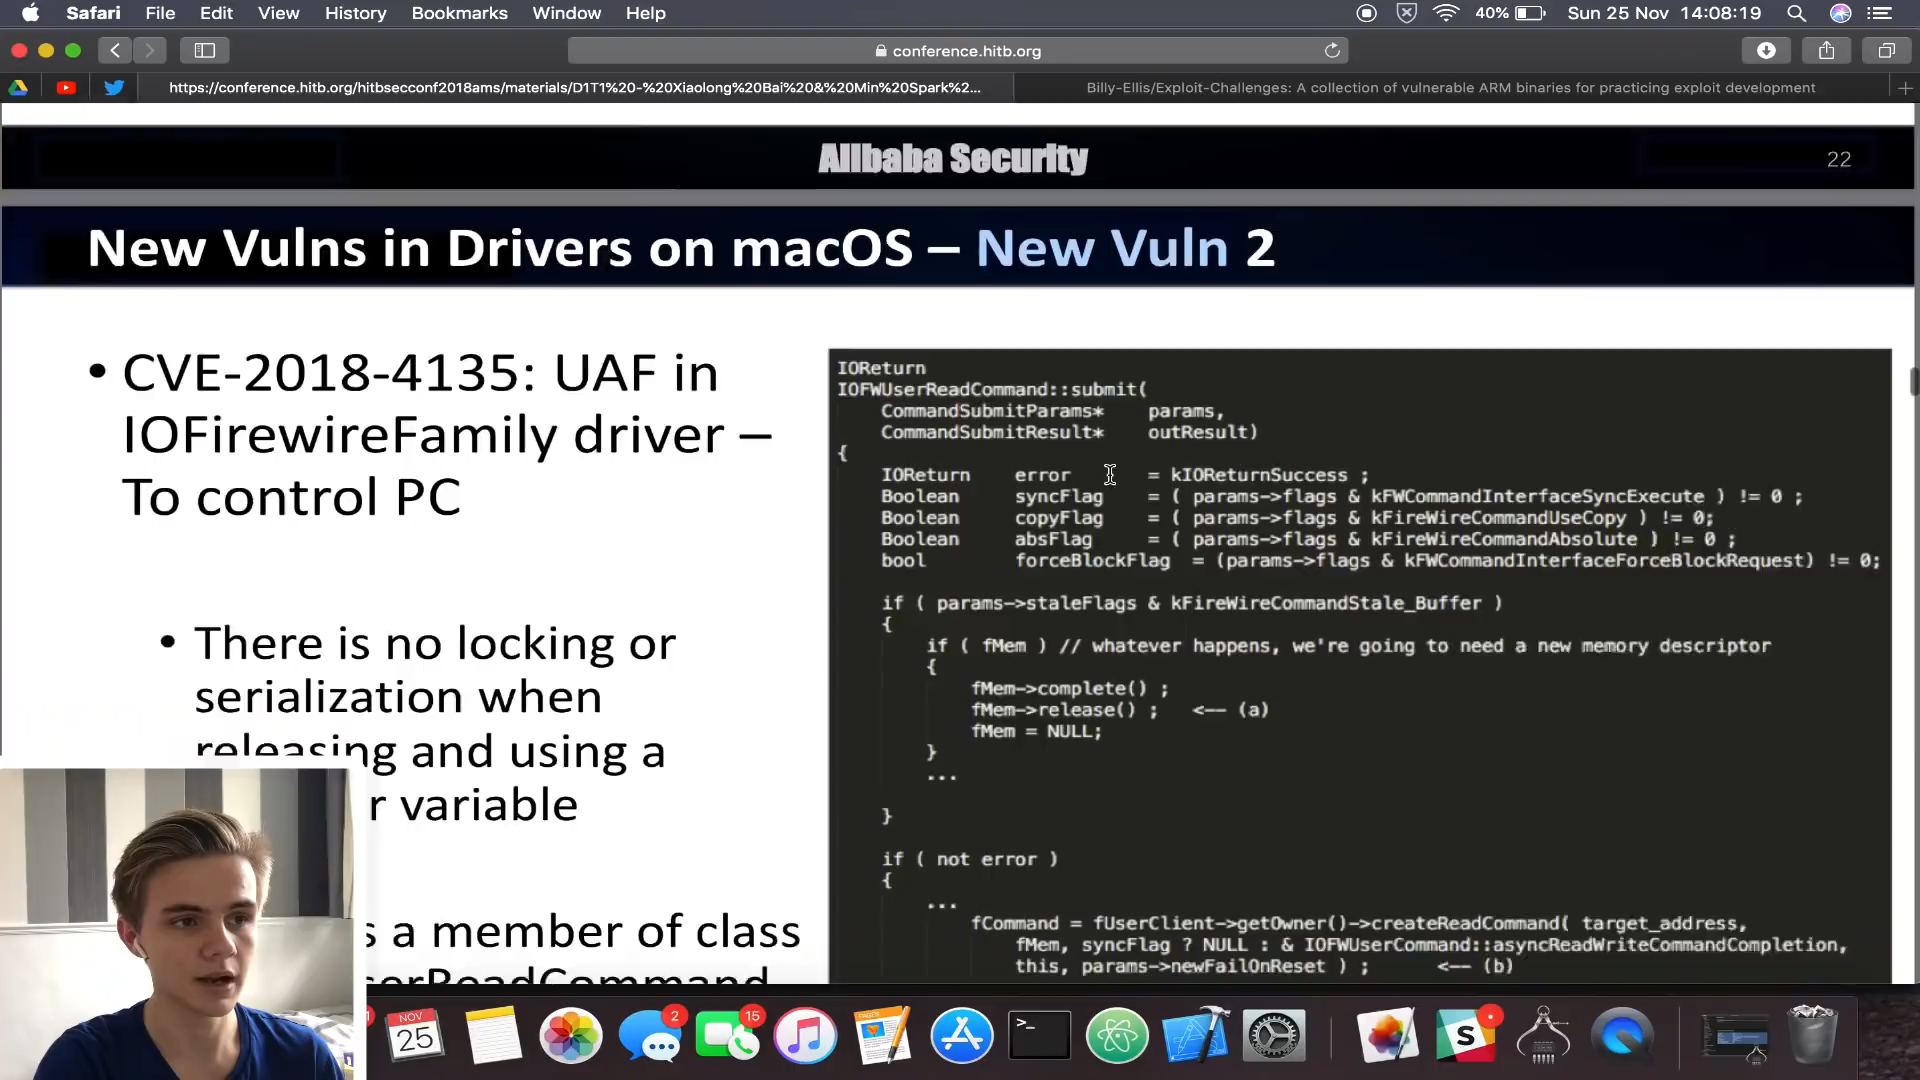 Safari File Edit View History Bookmarks Window Help 40% Sun 25 Nov 14:08:19
conference.hitb.org
https://conference.hitb.org/hitbsecconf2018ams/materials/D1T1%20-%20Xiaolong%20Bai%20&%20Min%20Spark%2... Billy-Ellis/Exploit-Challenges: A collection of vulnerable ARM binaries for practicing exploit development
Alibaba Security 22
New Vulns in Drivers on macOS – New Vuln 2
• CVE-2018-4135: UAF in
IOFirewireFamily driver –
To control PC
• There is no locking or
serialization when
releasing and using a
r variable
s a member of class
serReadCommand
IOReturn
IOFWUserReadCommand::submit(
CommandSubmitParams* params,
CommandSubmitResult* outResult)
{
IOReturn error = kIOReturnSuccess ;
Boolean syncFlag = ( params->flags & kFWCommandInterfaceSyncExecute ) != 0 ;
Boolean copyFlag = ( params->flags & kFireWireCommandUseCopy ) != 0;
Boolean absFlag = ( params->flags & kFireWireCommandAbsolute ) != 0 ;
bool forceBlockFlag = (params->flags & kFWCommandInterfaceForceBlockRequest) != 0;
if ( params->staleFlags & kFireWireCommandStale_Buffer )
{
if ( fMem ) // whatever happens, we're going to need a new memory descriptor
{
fMem->complete() ;
fMem->release() ; <-- (a)
fMem = NULL;
}
...
}
if ( not error )
{
...
fCommand = fUserClient->getOwner()->createReadCommand( target_address,
fMem, syncFlag ? NULL : & IOFWUserCommand::asyncReadWriteCommandCompletion,
this, params->newFailOnReset ) ; <-- (b)
NOV
25
2
15
PAGES
>_
S